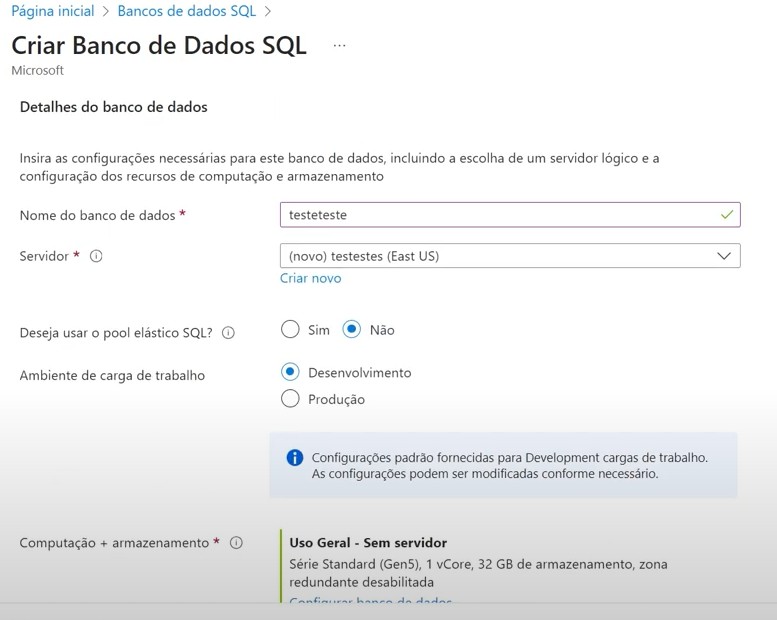 Página inicial > Bancos de dados SQL >
Criar Banco de Dados SQL ...
Microsoft
Detalhes do banco de dados
Insira as configurações necessárias para este banco de dados, incluindo a escolha de um servidor lógico e a
configuração dos recursos de computação e armazenamento
Nome do banco de dados *
testeteste
Servidor *
(novo) testestes (East US)
Criar novo
Deseja usar o pool elástico SQL?
Sim
Não
Ambiente de carga de trabalho
Desenvolvimento
Produção
Configurações padrão fornecidas para Development cargas de trabalho.
As configurações podem ser modificadas conforme necessário.
Computação + armazenamento *
Uso Geral - Sem servidor
Série Standard (Gen5), 1 vCore, 32 GB de armazenamento, zona
redundante desabilitada
Configurar banco de dados